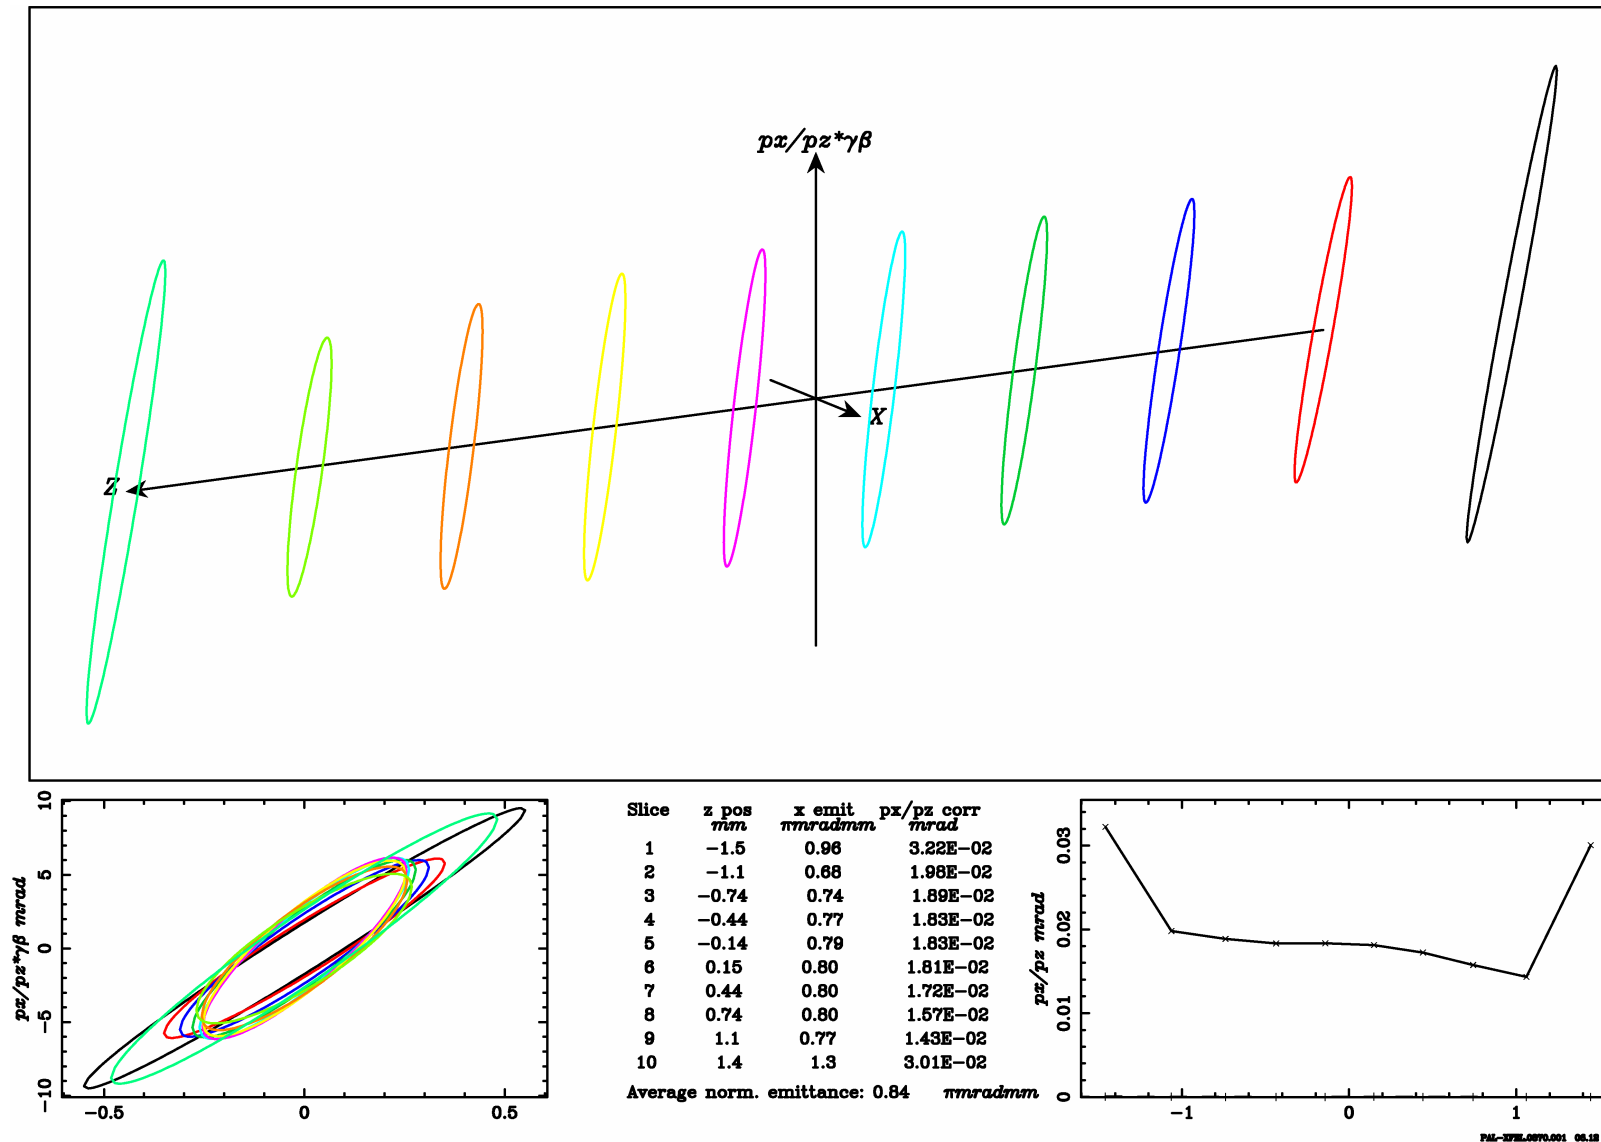 px/pz*γβ
X
Z
Slice z pos x emit px/pz corr
mm πmradmm mrad
1 −1.5 0.96 3.22E−02
2 −1.1 0.68 1.98E−02
3 −0.74 0.74 1.89E−02
4 −0.44 0.77 1.83E−02
5 −0.14 0.79 1.83E−02
6 0.15 0.80 1.81E−02
7 0.44 0.80 1.72E−02
8 0.74 0.80 1.57E−02
9 1.1 0.77 1.43E−02
10 1.4 1.3 3.01E−02
Average norm. emittance: 0.84 πmradmm
px/pz*γβ mrad
10
5
0
−5
−10
−0.5 0 0.5
px/pz mrad
0.03
0.02
0.01
0
−1 0 1